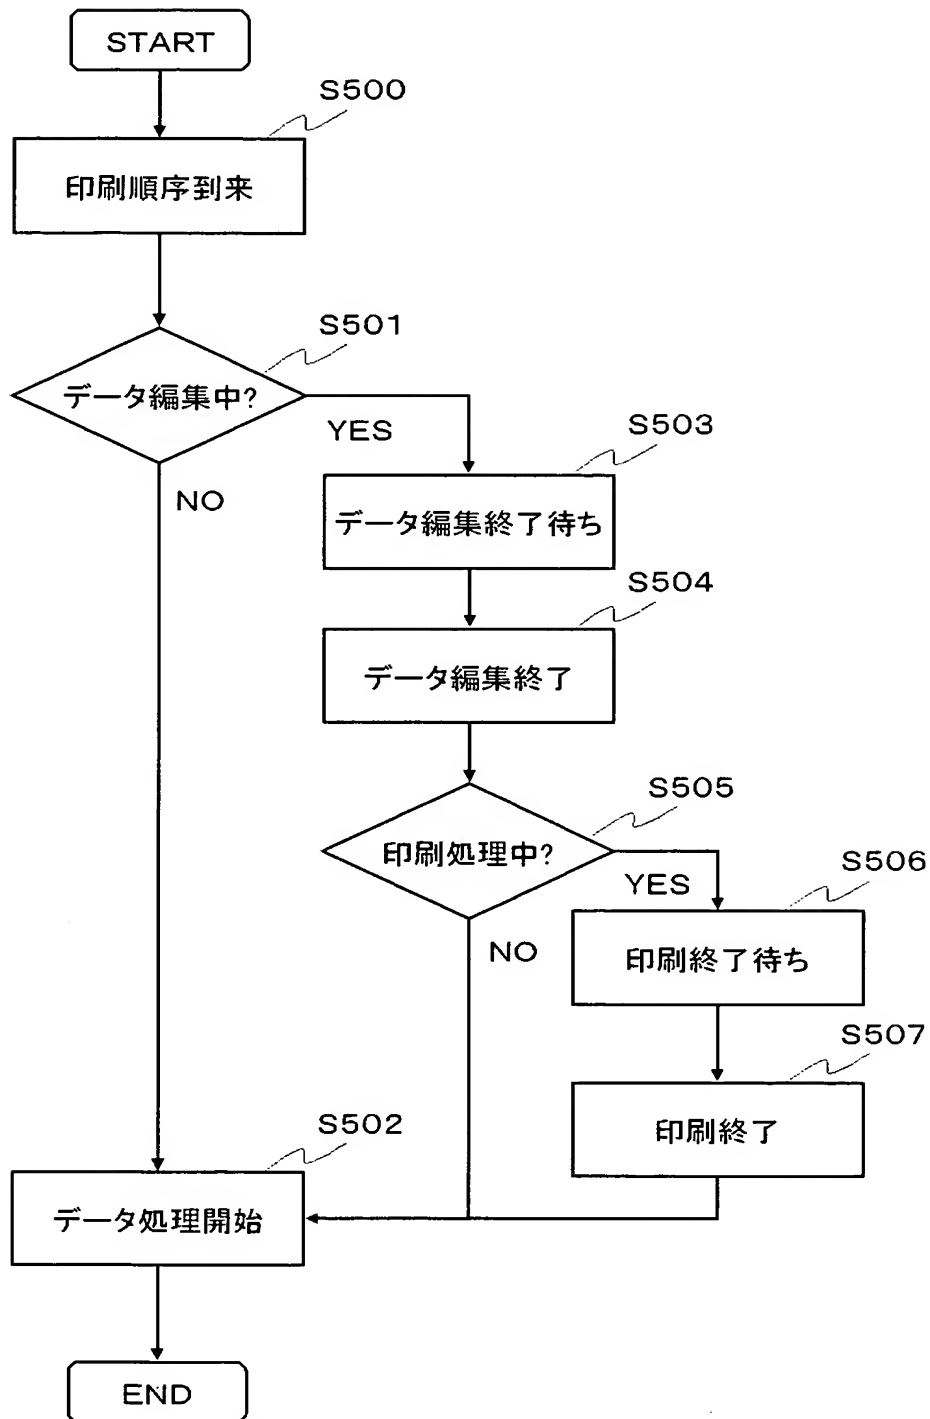 START
S500
印刷順序到来
S501
データ編集中?
YES
NO
S503
データ編集終了待ち
S504
データ編集終了
S505
印刷処理中?
YES
NO
S506
印刷終了待ち
S507
印刷終了
S502
データ処理開始
END